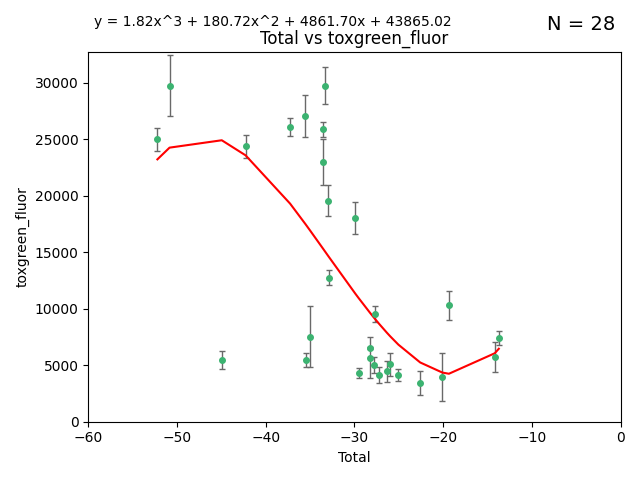 y = 1.82x^3 + 180.72x^2 + 4861.70x + 43865.02
N = 28
Total vs toxgreen_fluor
30000
25000
20000
15000
10000
5000
0
toxgreen_fluor
−60 −50 −40 −30 −20 −10 0
Total